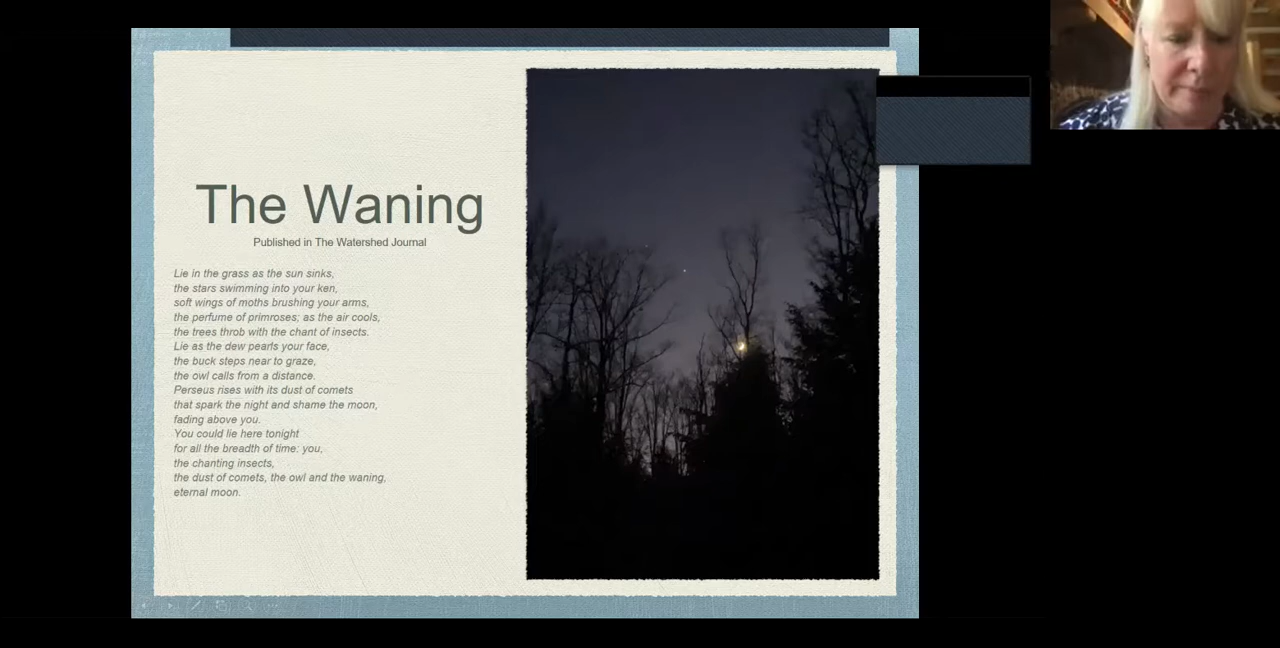 The Waning
Published in The Watershed Journal
Lie in the grass as the sun sinks,
the stars swimming into your ken,
soft wings of moths brushing your arms,
the perfume of primroses; as the air cools,
the trees throb with the chant of insects.
Lie as the dew pearls your face,
the buck steps near to graze,
the owl calls from a distance.
Perseus rises with its dust of comets
that spark the night and shame the moon,
fading above you.
You could lie here tonight
for all the breadth of time: you,
the chanting insects,
the dust of comets, the owl and the waning,
eternal moon.